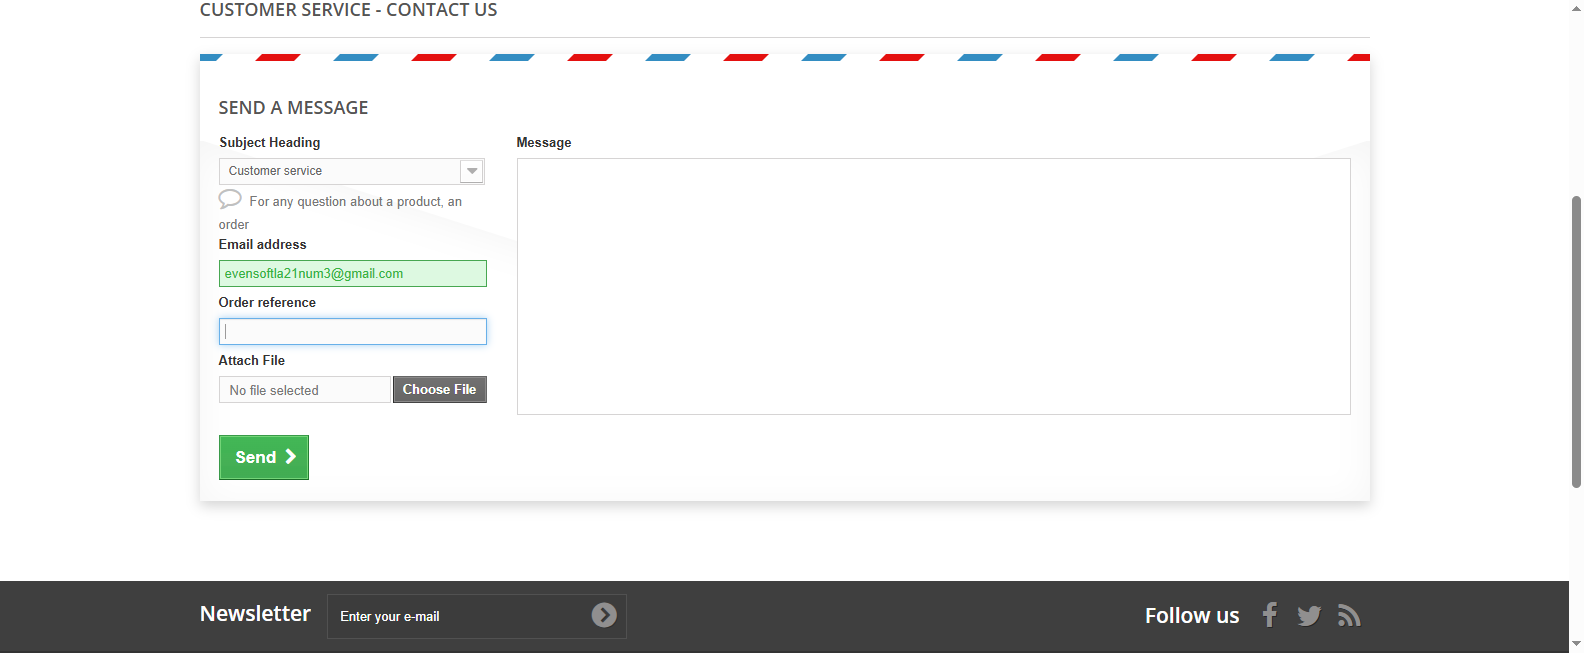 CUSTOMER SERVICE - CONTACT US
SEND A MESSAGE
Subject Heading
Customer service
For any question about a product, an
order
Email address
evensoftla21num3@gmail.com
Order reference
Attach File
No file selected
Choose File
Send
Message
Newsletter
Enter your e-mail
Follow us